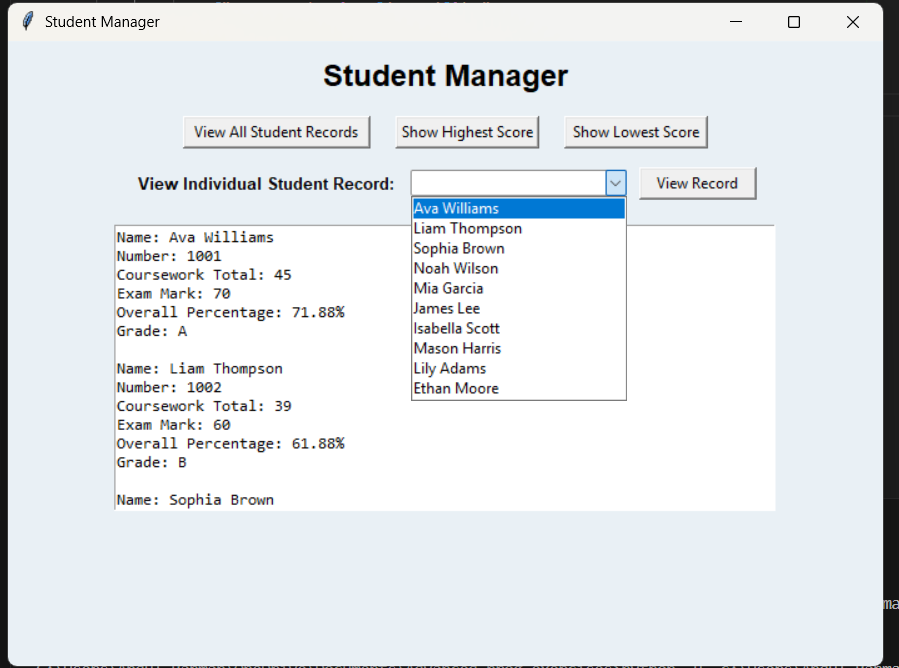 Student Manager
Student Manager
View All Student Records Show Highest Score Show Lowest Score
View Individual Student Record: View Record
Ava Williams
Liam Thompson
Sophia Brown
Noah Wilson
Mia Garcia
James Lee
Isabella Scott
Mason Harris
Lily Adams
Ethan Moore
Name: Ava Williams
Number: 1001
Coursework Total: 45
Exam Mark: 70
Overall Percentage: 71.88%
Grade: A
Name: Liam Thompson
Number: 1002
Coursework Total: 39
Exam Mark: 60
Overall Percentage: 61.88%
Grade: B
Name: Sophia Brown
ma